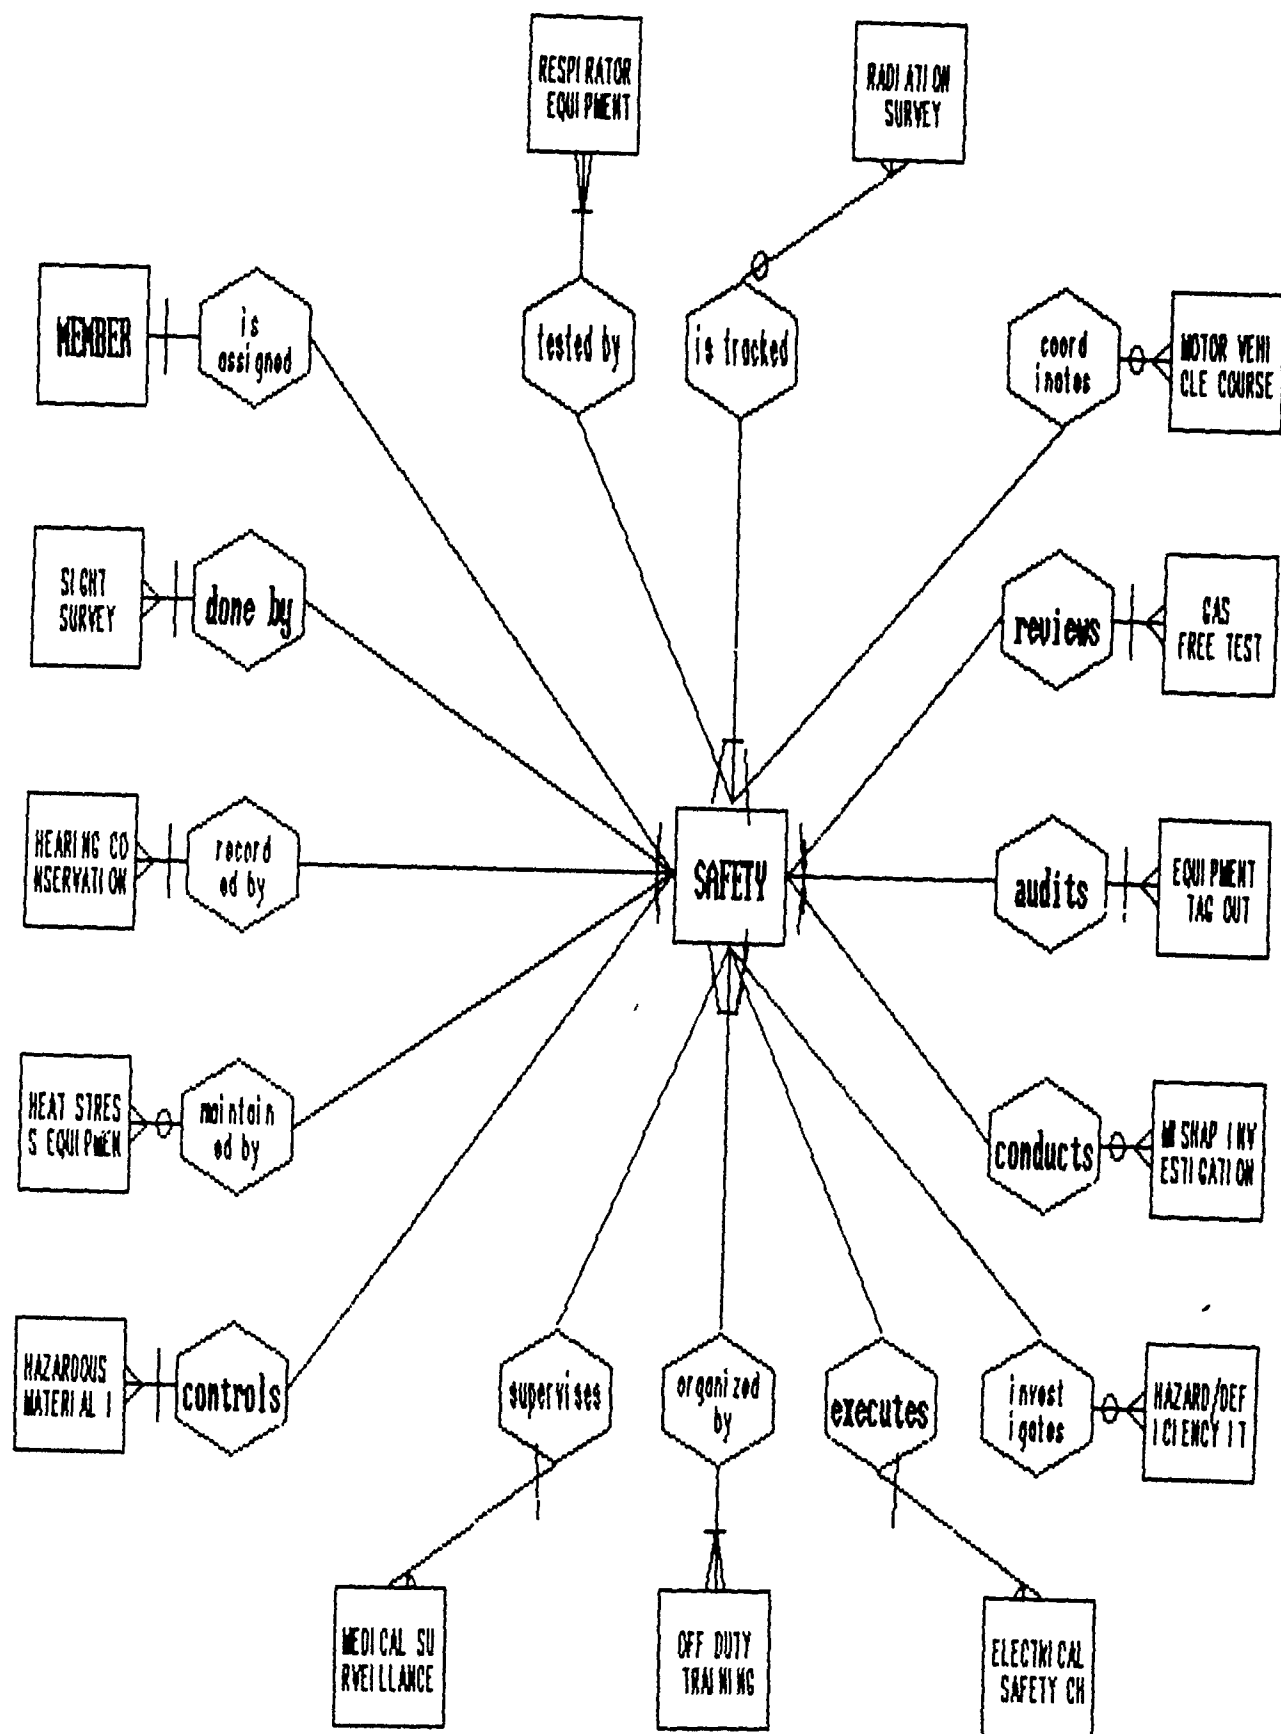 RESPIRATOR
EQUIPMENT
RADIATION
SURVEY
MEMBER
is
assigned
tested by
is tracked
coord
inates
MOTOR VEHI
CLE COURSE
SIGHT
SURVEY
done by
reviews
GAS
FREE TEST
HEARING CO
NSERVATION
record
ed by
SAFETY
audits
EQUIPMENT
TAG OUT
HEAT STRES
S EQUIPMEN
maintain
ed by
conducts
MISHAP INV
ESTIGATION
HAZARDOUS
MATERIAL I
controls
supervises
organized
by
executes
invest
igates
HAZARD/DEF
ICIENCY IT
MEDICAL SU
RVEILLANCE
OFF DUTY
TRAINING
ELECTRICAL
SAFETY CH